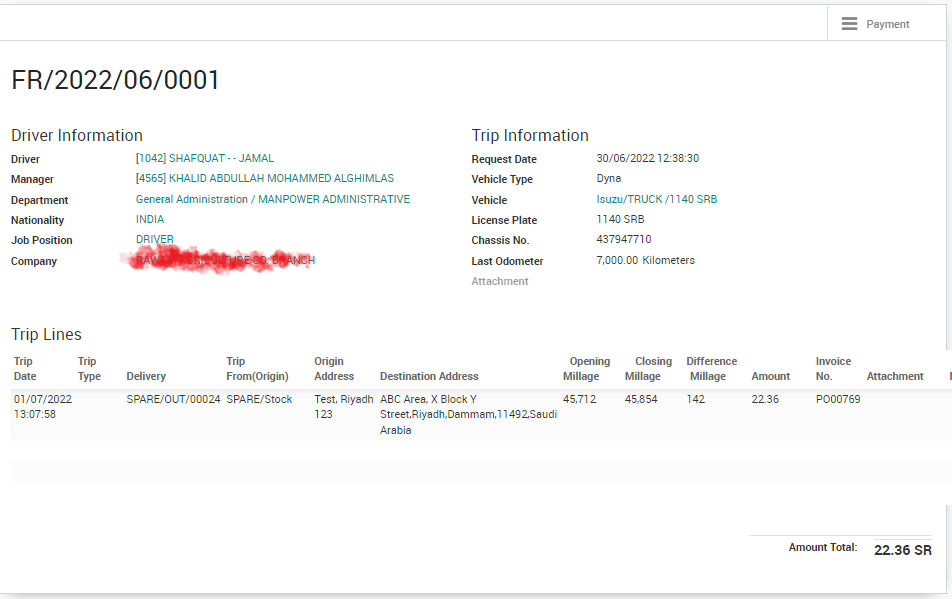 Payment
FR/2022/06/0001
Driver Information
Driver [1042] SHAFQUAT - - JAMAL
Manager [4565] KHALID ABDULLAH MOHAMMED ALGHIMLAS
Department General Administration / MANPOWER ADMINISTRATIVE
Nationality INDIA
Job Position DRIVER
Company BRANCH
Trip Information
Request Date 30/06/2022 12:38:30
Vehicle Type Dyna
Vehicle Isuzu/TRUCK /1140 SRB
License Plate 1140 SRB
Chassis No. 437947710
Last Odometer 7,000.00 Kilometers
Attachment
Trip Lines
Trip Date Trip Type Delivery Trip From(Origin) Origin Address Destination Address Opening Millage Closing Millage Difference Millage Amount Invoice No. Attachment
01/07/2022 SPARE/OUT/00024 SPARE/Stock Test, Riyadh ABC Area, X Block Y 45,712 45,854 142 22.36 PO00769
13:07:58 123 Street,Riyadh,Dammam,11492,Saudi
Arabia
Amount Total: 22.36 SR